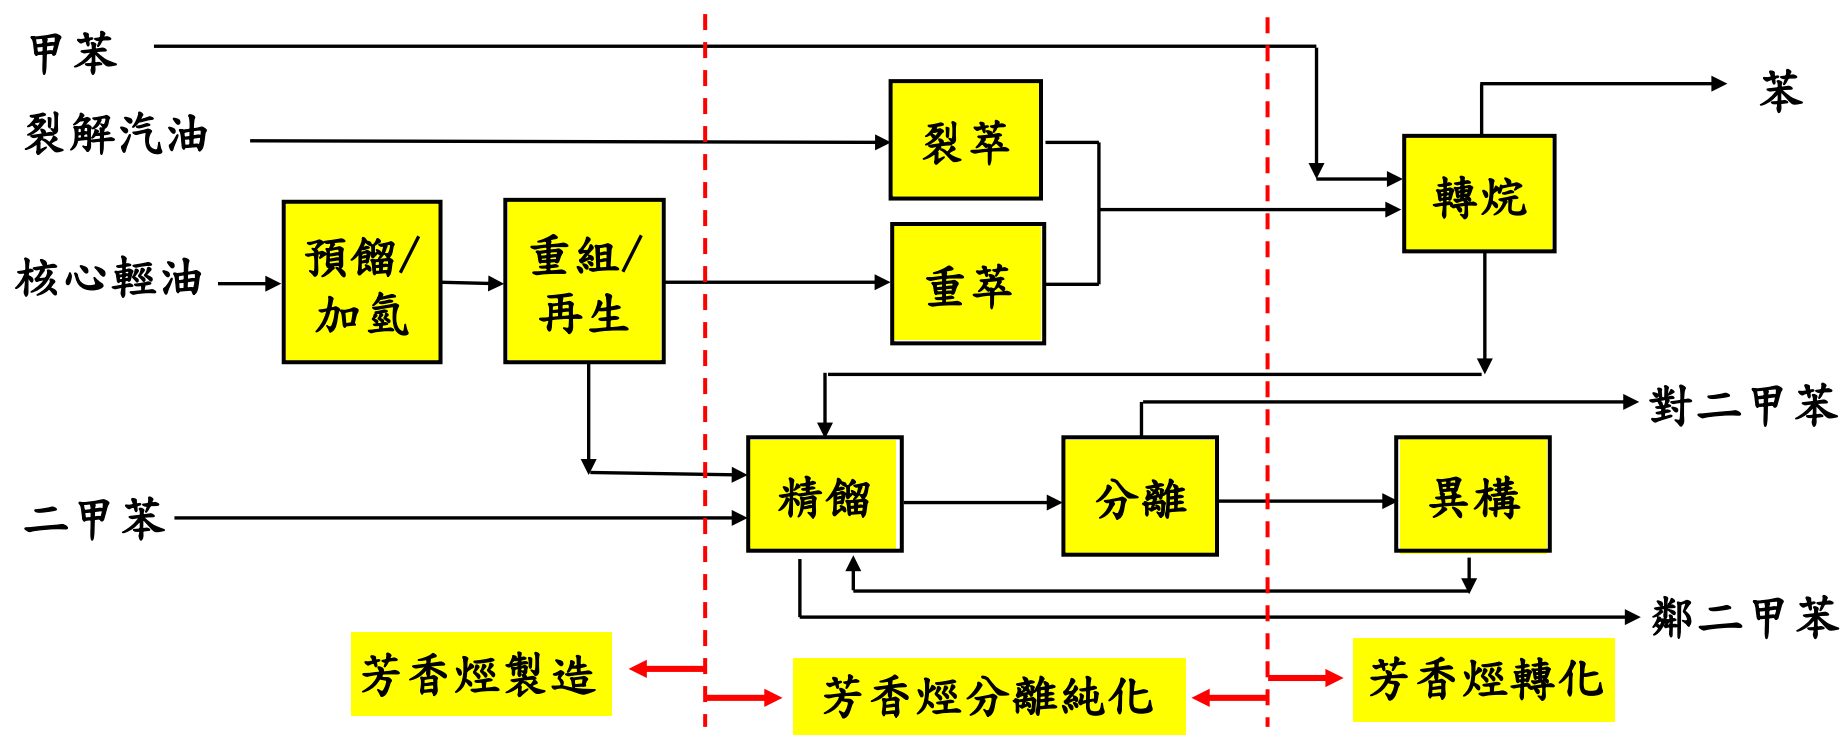 甲苯
裂解汽油
核心輕油
預餾/
加氫
重組/
再生
裂萃
重萃
轉烷
苯
對二甲苯
二甲苯
精餾
分離
異構
鄰二甲苯
芳香烴製造
芳香烴分離純化
芳香烴轉化